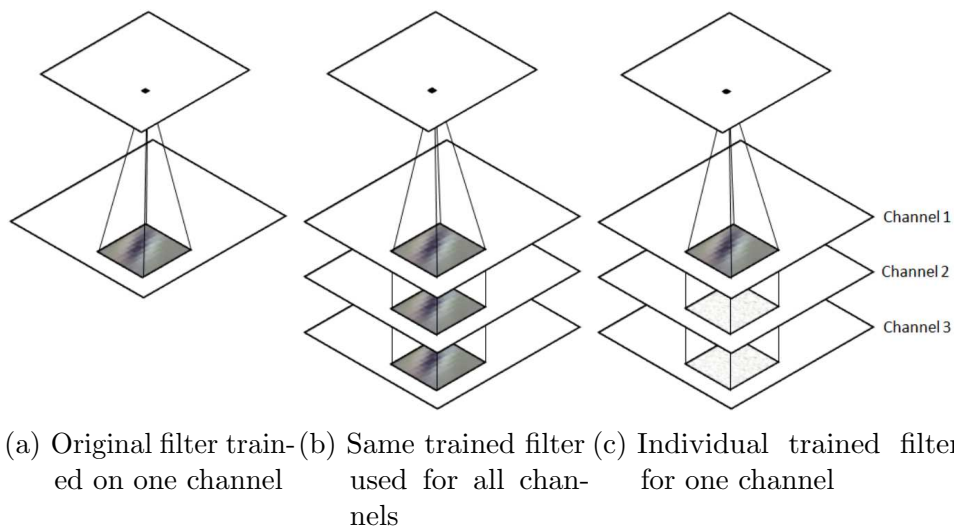 Channel 1
Channel 2
Channel 3
(a) Original filter train-
ed on one channel
(b) Same trained filter
used for all chan-
nels
(c) Individual trained filter
for one channel